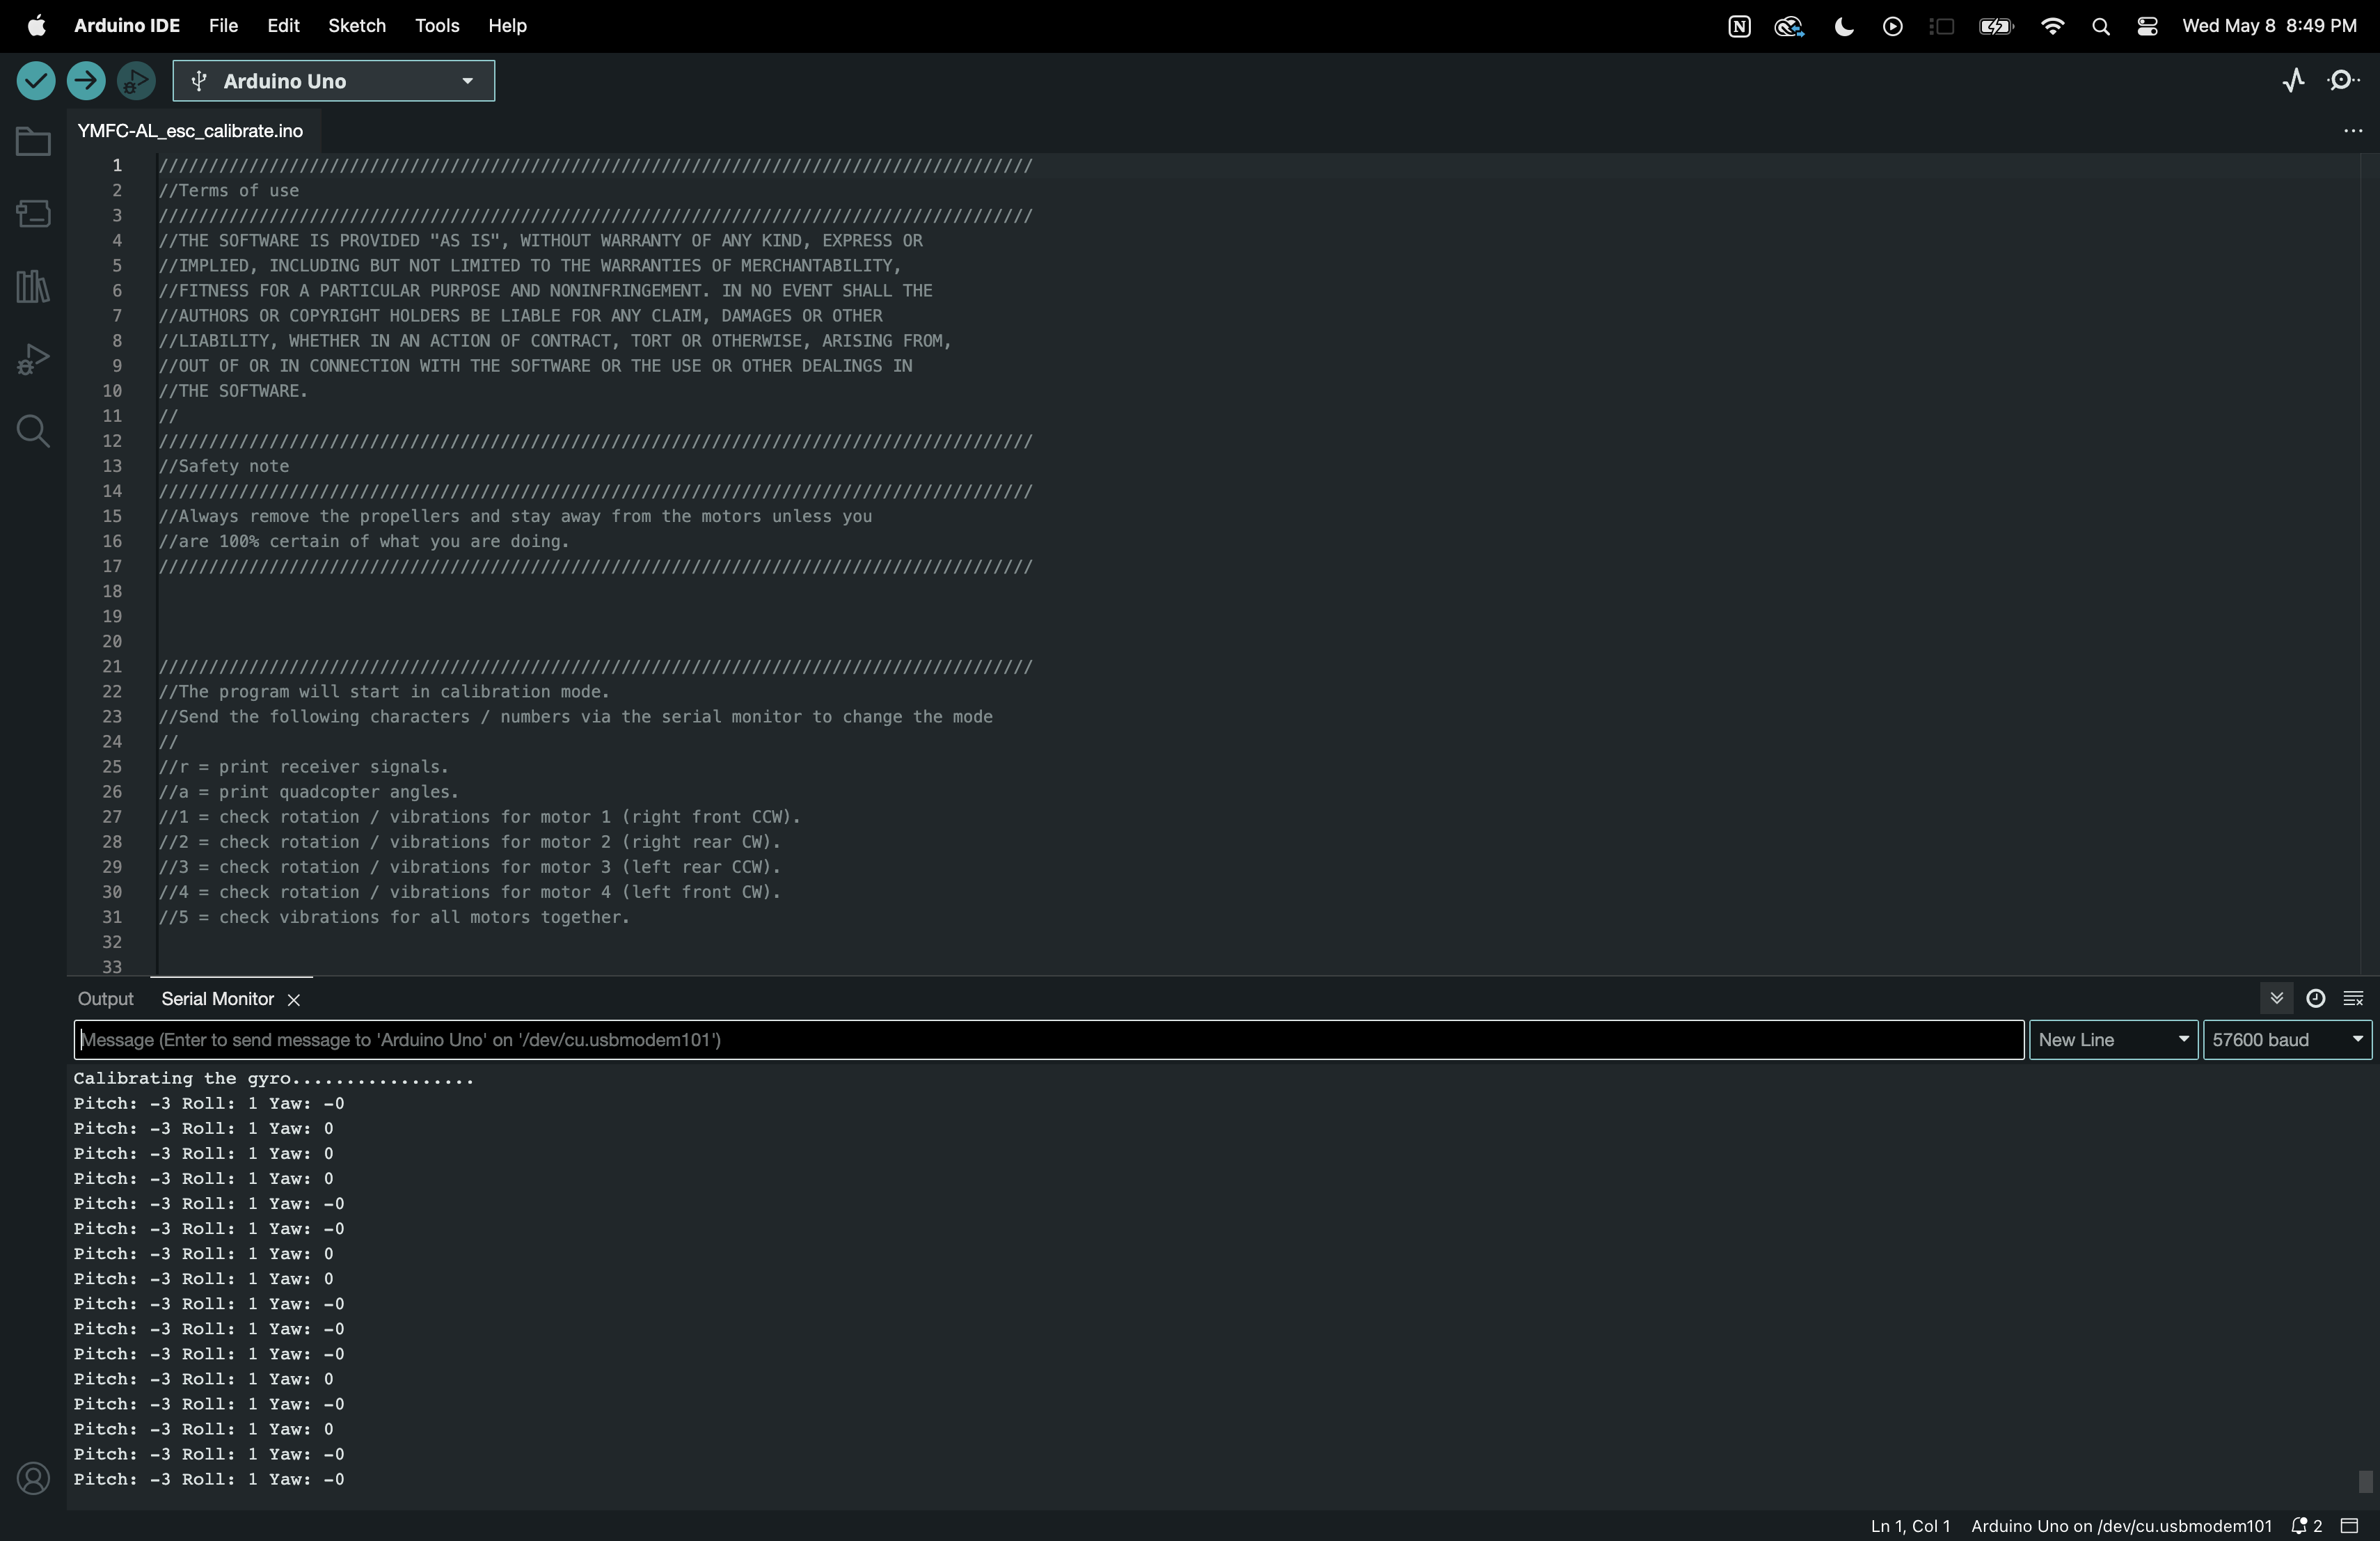 Arduino IDE File Edit Sketch Tools Help Wed May 8 8:49 PM
Arduino Uno
YMFC-AL_esc_calibrate.ino
1 ///////////////////////////////////////////////////////////////////////////////////////
2 //Terms of use
3 ///////////////////////////////////////////////////////////////////////////////////////
4 //THE SOFTWARE IS PROVIDED "AS IS", WITHOUT WARRANTY OF ANY KIND, EXPRESS OR
5 //IMPLIED, INCLUDING BUT NOT LIMITED TO THE WARRANTIES OF MERCHANTABILITY,
6 //FITNESS FOR A PARTICULAR PURPOSE AND NONINFRINGEMENT. IN NO EVENT SHALL THE
7 //AUTHORS OR COPYRIGHT HOLDERS BE LIABLE FOR ANY CLAIM, DAMAGES OR OTHER
8 //LIABILITY, WHETHER IN AN ACTION OF CONTRACT, TORT OR OTHERWISE, ARISING FROM,
9 //OUT OF OR IN CONNECTION WITH THE SOFTWARE OR THE USE OR OTHER DEALINGS IN
10 //THE SOFTWARE.
11 //
12 ///////////////////////////////////////////////////////////////////////////////////////
13 //Safety note
14 ///////////////////////////////////////////////////////////////////////////////////////
15 //Always remove the propellers and stay away from the motors unless you
16 //are 100% certain of what you are doing.
17 ///////////////////////////////////////////////////////////////////////////////////////
18
19
20
21 ///////////////////////////////////////////////////////////////////////////////////////
22 //The program will start in calibration mode.
23 //Send the following characters / numbers via the serial monitor to change the mode
24 //
25 //r = print receiver signals.
26 //a = print quadcopter angles.
27 //1 = check rotation / vibrations for motor 1 (right front CCW).
28 //2 = check rotation / vibrations for motor 2 (right rear CW).
29 //3 = check rotation / vibrations for motor 3 (left rear CCW).
30 //4 = check rotation / vibrations for motor 4 (left front CW).
31 //5 = check vibrations for all motors together.
32
33
Output Serial Monitor
Message (Enter to send message to 'Arduino Uno' on '/dev/cu.usbmodem101') New Line 57600 baud
Calibrating the gyro.................
Pitch: -3 Roll: 1 Yaw: -0
Pitch: -3 Roll: 1 Yaw: 0
Pitch: -3 Roll: 1 Yaw: 0
Pitch: -3 Roll: 1 Yaw: 0
Pitch: -3 Roll: 1 Yaw: -0
Pitch: -3 Roll: 1 Yaw: -0
Pitch: -3 Roll: 1 Yaw: 0
Pitch: -3 Roll: 1 Yaw: 0
Pitch: -3 Roll: 1 Yaw: -0
Pitch: -3 Roll: 1 Yaw: -0
Pitch: -3 Roll: 1 Yaw: -0
Pitch: -3 Roll: 1 Yaw: 0
Pitch: -3 Roll: 1 Yaw: -0
Pitch: -3 Roll: 1 Yaw: 0
Pitch: -3 Roll: 1 Yaw: -0
Pitch: -3 Roll: 1 Yaw: -0
Ln 1, Col 1 Arduino Uno on /dev/cu.usbmodem101 2